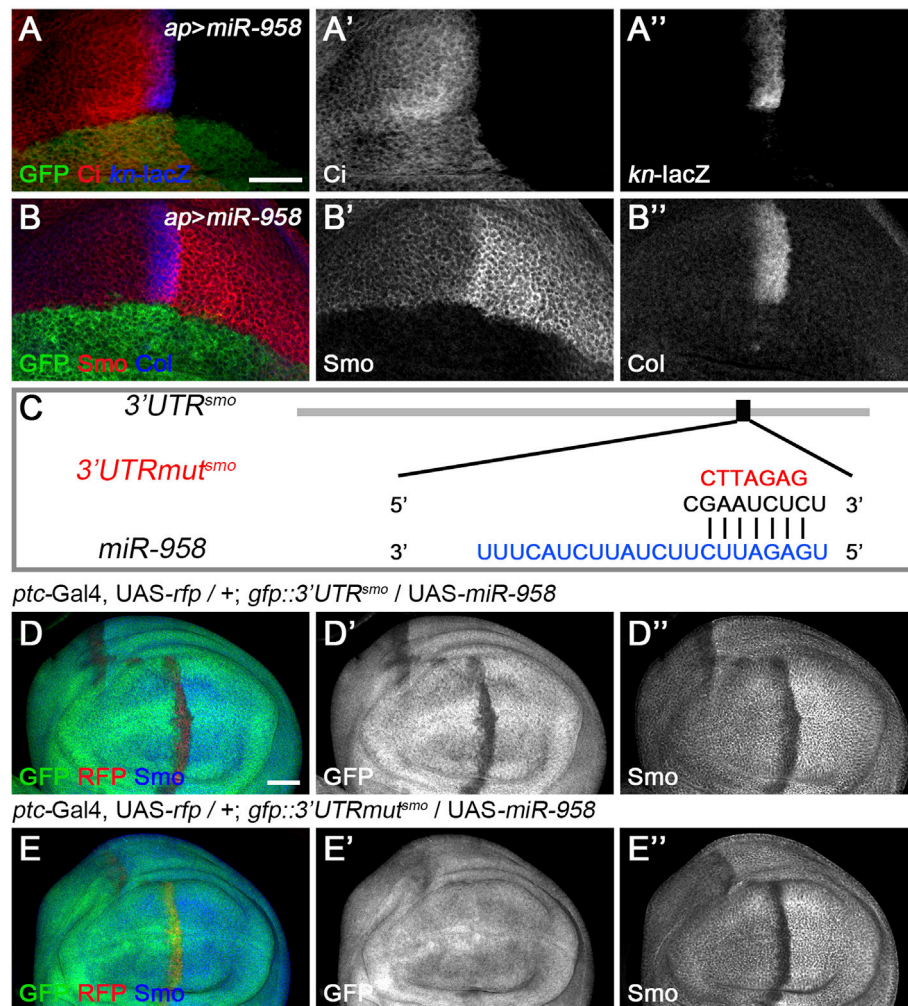 A ap>miR-958 GFP Ci kn-lacZ
A' Ci
A'' kn-lacZ
B ap>miR-958 GFP Smo Col
B' Smo
B'' Col
C 3'UTRsmo
3'UTRmutsmo CTTAGAG
5' CGAAUCUCU 3'
miR-958 3' UUUCAUCUUAUCUUCUUAGAGU 5'
ptc-Gal4, UAS-rfp / +; gfp::3'UTRsmo / UAS-miR-958
D GFP RFP Smo
D' GFP
D'' Smo
ptc-Gal4, UAS-rfp / +; gfp::3'UTRmutsmo / UAS-miR-958
E GFP RFP Smo
E' GFP
E'' Smo